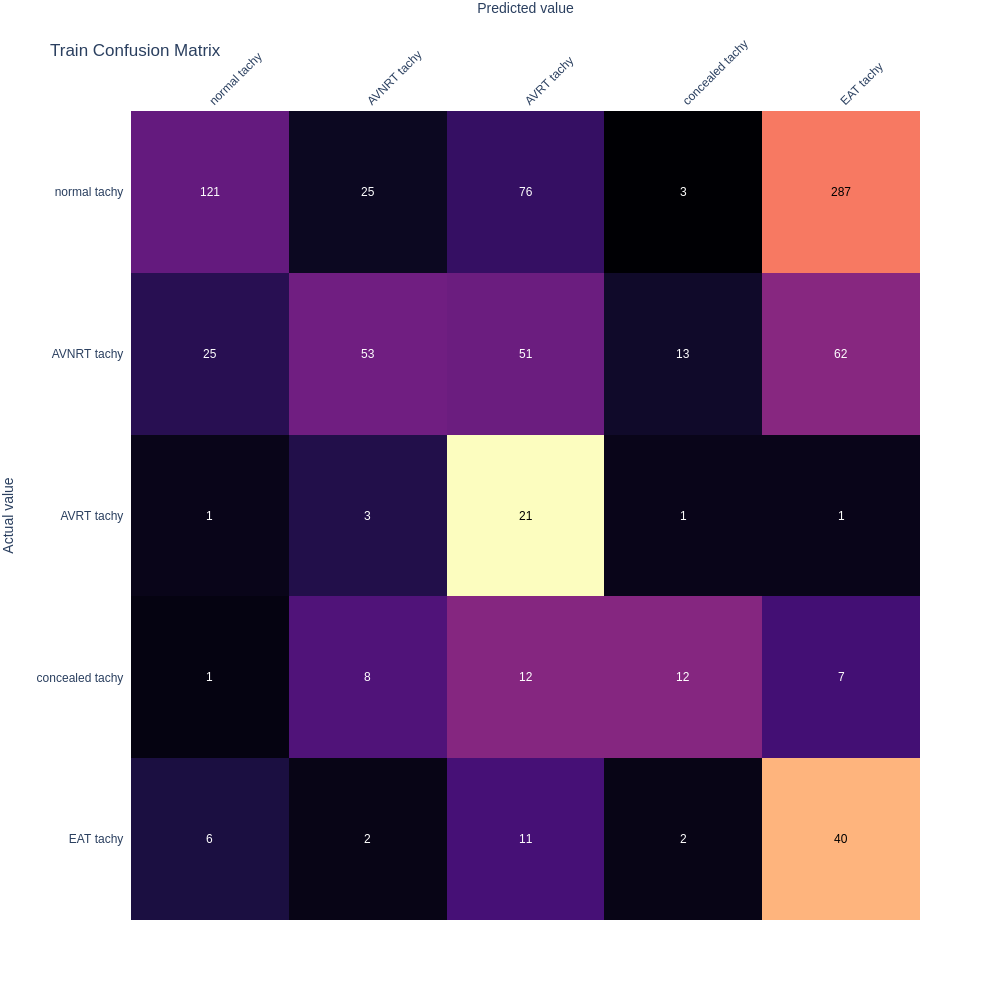 Predicted value
Train Confusion Matrix
normal tachy
AVNRT tachy
AVRT tachy
concealed tachy
EAT tachy
Actual value
normal tachy 121 25 76 3 287
AVNRT tachy 25 53 51 13 62
AVRT tachy 1 3 21 1 1
concealed tachy 1 8 12 12 7
EAT tachy 6 2 11 2 40